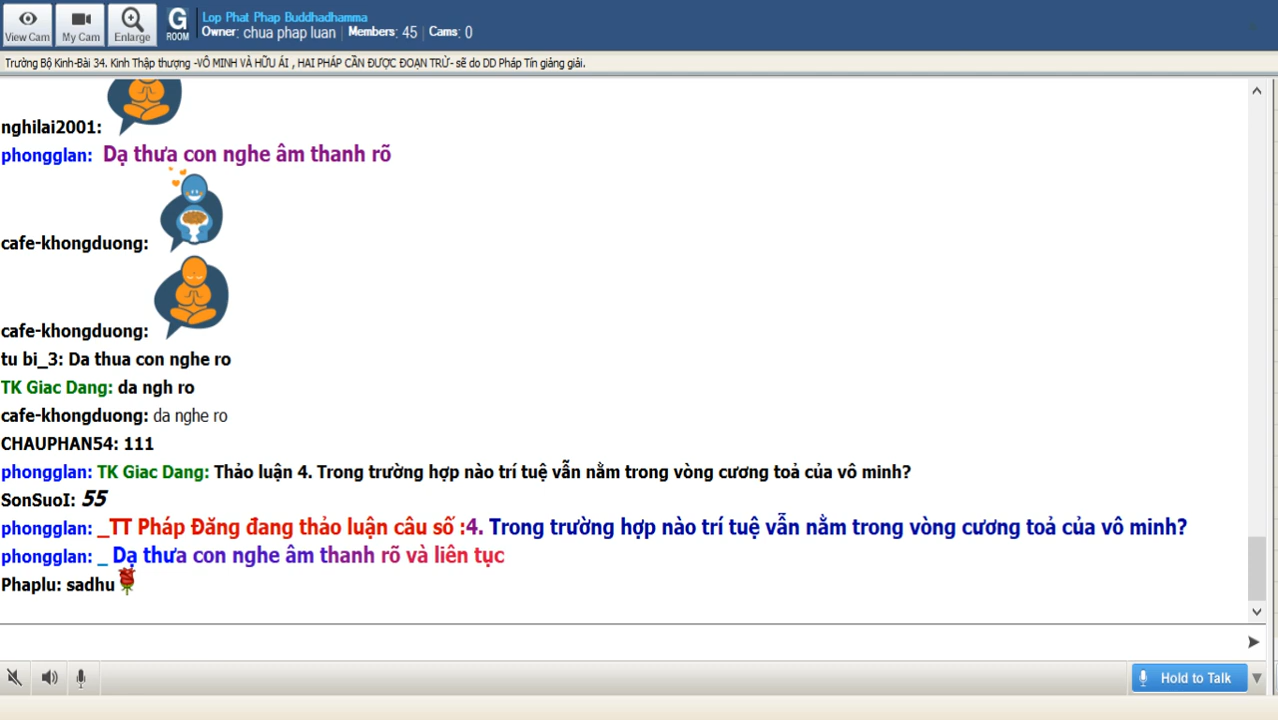 View Cam
My Cam
Enlarge
G
ROOM
Lop Phat Phap Buddhadhamma
Owner: chua phap luan | Members: 45 | Cams: 0
Trường Bộ Kinh-Bài 34. Kinh Thập thượng -VÔ MINH VÀ HỮU ÁI , HAI PHÁP CẦN ĐƯỢC ĐOẠN TRỪ- sẽ do DD Pháp Tín giảng giải.
nghilai2001:
phongglan: Dạ thưa con nghe âm thanh rõ
cafe-khongduong:
cafe-khongduong:
tu bi_3: Da thua con nghe ro
TK Giac Dang: da ngh ro
cafe-khongduong: da nghe ro
CHAUPHAN54: 111
phongglan: TK Giac Dang: Thảo luận 4. Trong trường hợp nào trí tuệ vẫn nằm trong vòng cương toả của vô minh?
SonSuoI: 55
phongglan: _TT Pháp Đăng đang thảo luận câu số :4. Trong trường hợp nào trí tuệ vẫn nằm trong vòng cương toả của vô minh?
phongglan: _ Dạ thưa con nghe âm thanh rõ và liên tục
Phaplu: sadhu
Hold to Talk